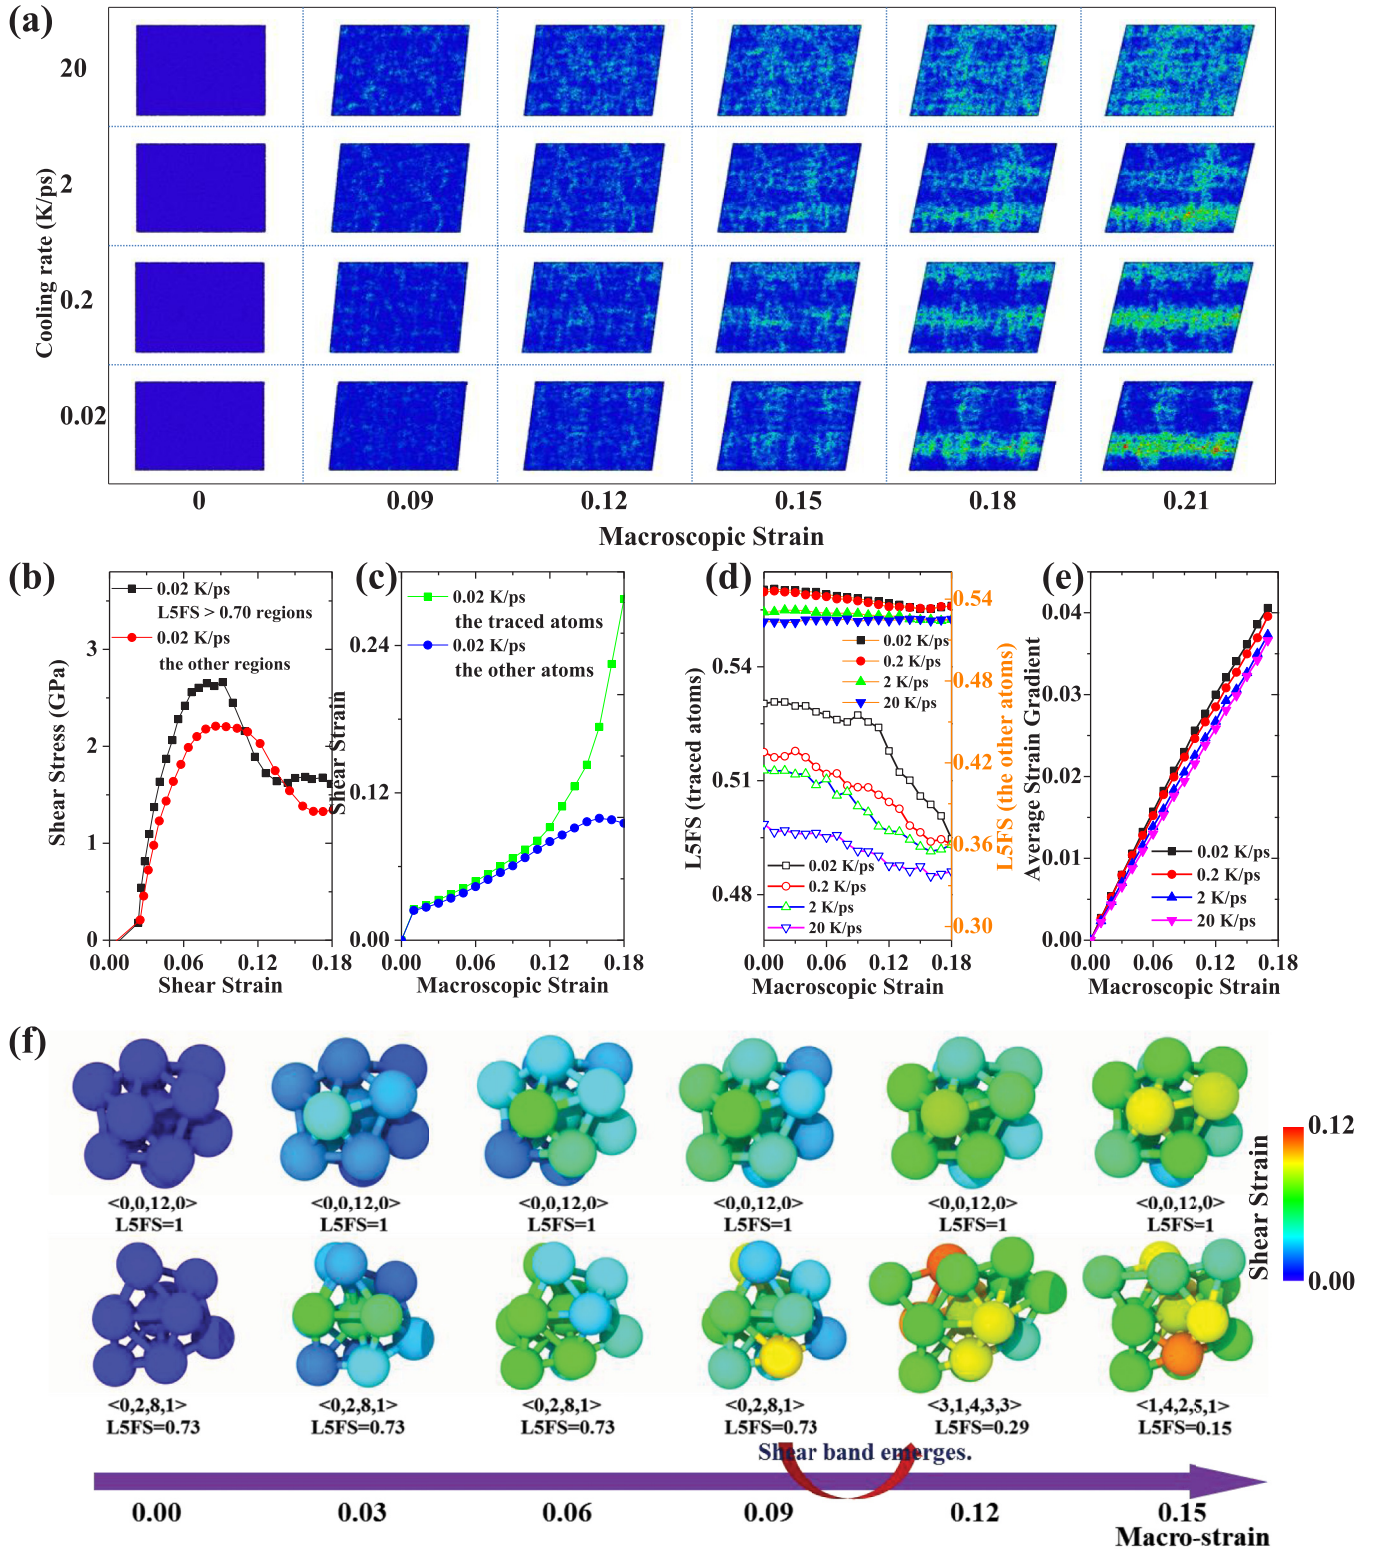 (a)
20
2
0.2
0.02
Cooling rate (K/ps)
0
0.09
0.12
0.15
0.18
0.21
Macroscopic Strain
(b)
0.02 K/ps
L5FS > 0.70 regions
0.02 K/ps
the other regions
Shear Stress (GPa)
3
2
1
0
0.00
0.06
0.12
0.18
Shear Strain
(c)
0.02 K/ps
the traced atoms
0.02 K/ps
the other atoms
Shear Strain
0.24
0.12
0.00
0.00
0.06
0.12
0.18
Macroscopic Strain
(d)
0.02 K/ps
0.2 K/ps
2 K/ps
20 K/ps
0.02 K/ps
0.2 K/ps
2 K/ps
20 K/ps
L5FS (traced atoms)
0.54
0.51
0.48
L5FS (the other atoms)
0.54
0.48
0.42
0.36
0.30
0.00
0.06
0.12
0.18
Macroscopic Strain
(e)
Average Strain Gradient
0.04
0.03
0.02
0.01
0.00
0.02 K/ps
0.2 K/ps
2 K/ps
20 K/ps
0.00
0.06
0.12
0.18
Macroscopic Strain
(f)
<0,0,12,0>
L5FS=1
<0,0,12,0>
L5FS=1
<0,0,12,0>
L5FS=1
<0,0,12,0>
L5FS=1
<0,0,12,0>
L5FS=1
<0,0,12,0>
L5FS=1
<0,2,8,1>
L5FS=0.73
<0,2,8,1>
L5FS=0.73
<0,2,8,1>
L5FS=0.73
<0,2,8,1>
L5FS=0.73
<3,1,4,3,3>
L5FS=0.29
<1,4,2,5,1>
L5FS=0.15
Shear Strain
0.12
0.00
Shear band emerges.
0.00
0.03
0.06
0.09
0.12
0.15
Macro-strain